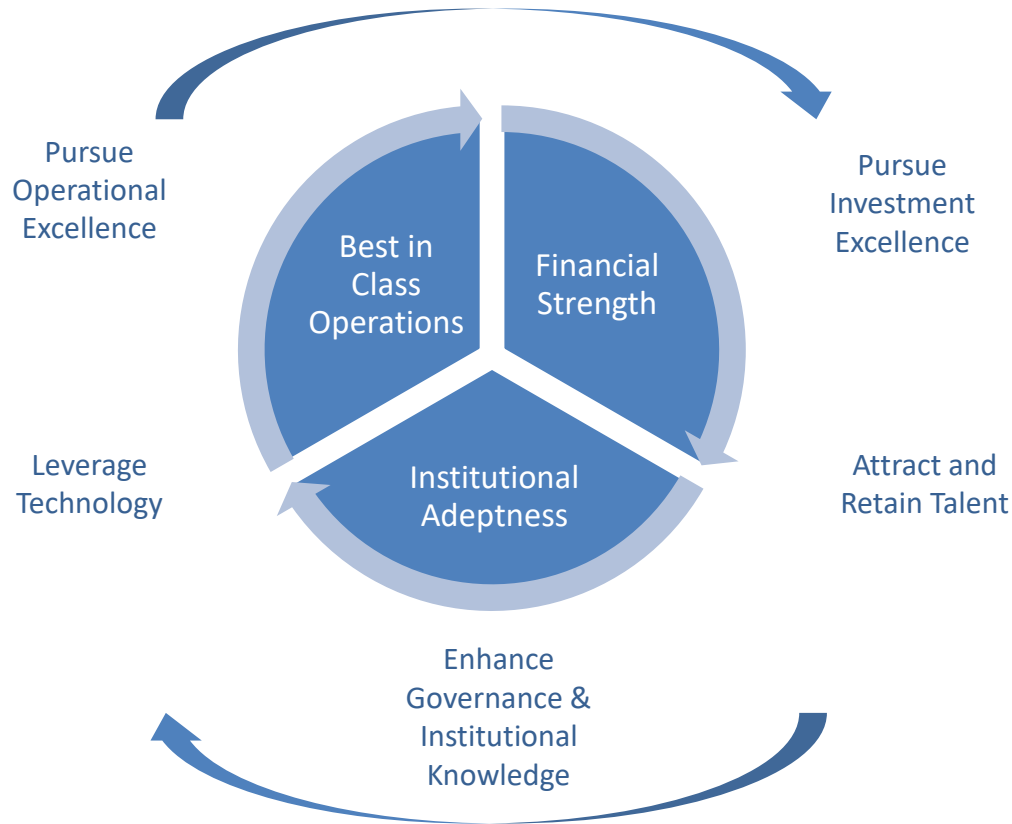 Pursue
Operational
Excellence
Pursue
Investment
Excellence
Best in
Class
Operations
Financial
Strength
Leverage
Technology
Institutional
Adeptness
Attract and
Retain Talent
Enhance
Governance &
Institutional
Knowledge